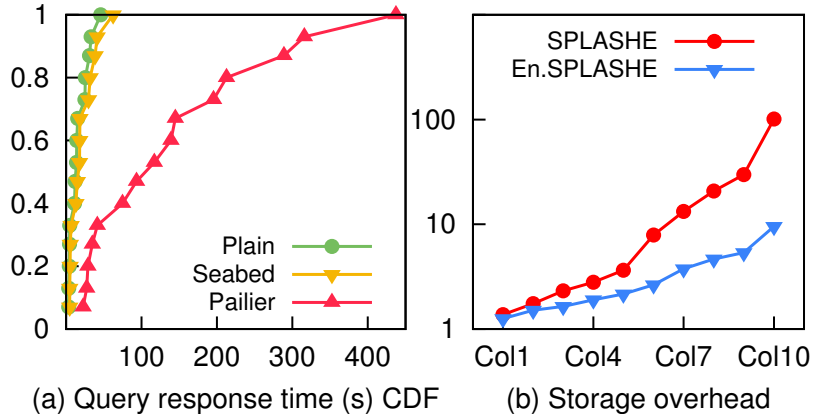 1
0.8
0.6
0.4
0.2
0
Plain
Seabed
Pailier
100 200 300 400
(a) Query response time (s) CDF
SPLASHE
En.SPLASHE
100
10
1
Col1 Col4 Col7 Col10
(b) Storage overhead